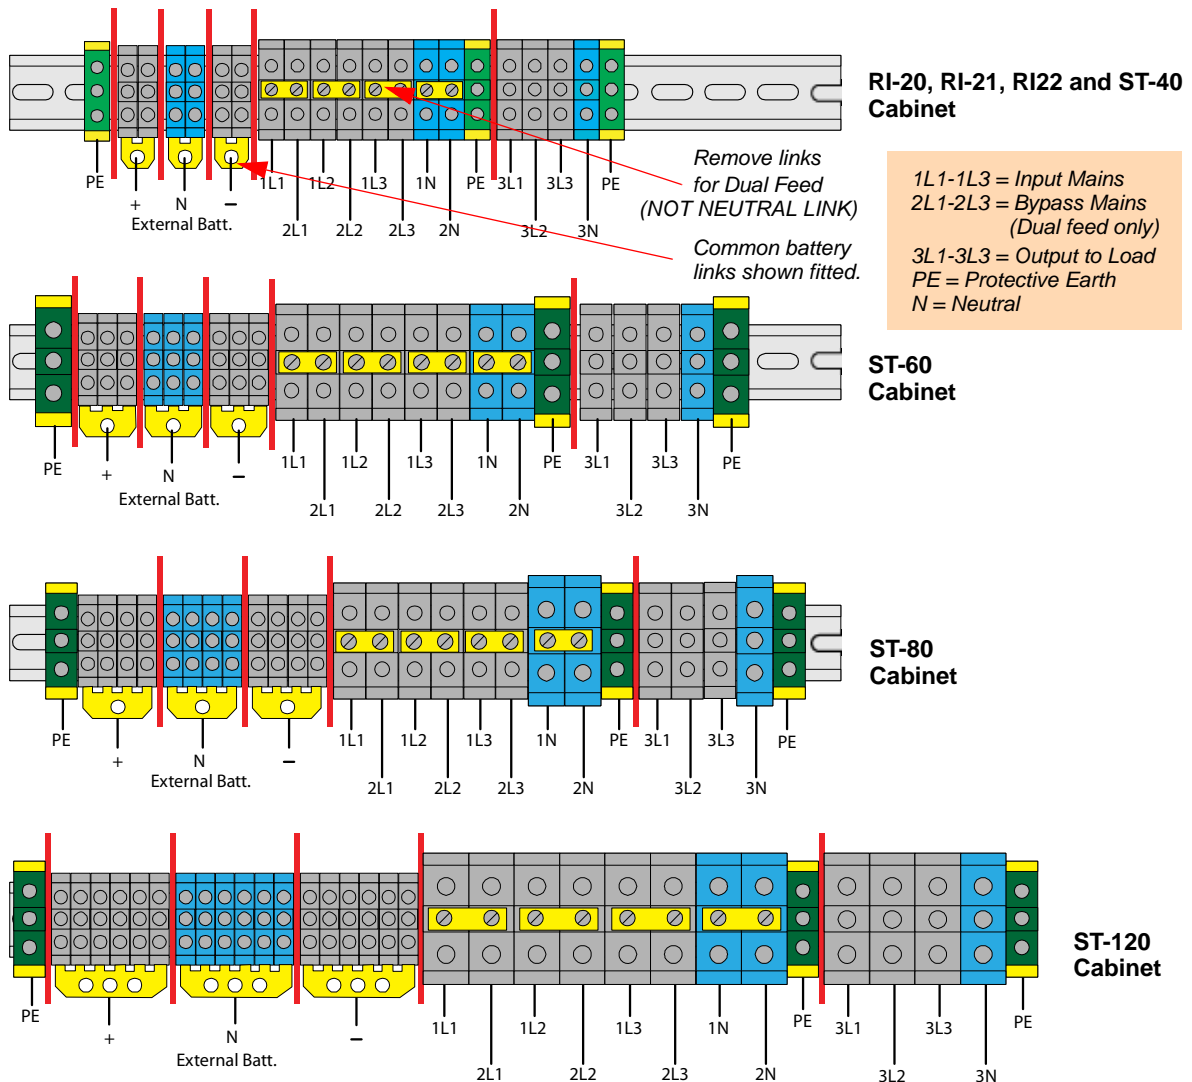 RI-20, RI-21, RI22 and ST-40
Cabinet
PE
+
N
–
External Batt.
1L1
1L2
1L3
1N
PE
3L1
3L3
PE
2L1
2L2
2L3
2N
3L2
3N
Remove links
for Dual Feed
(NOT NEUTRAL LINK)
Common battery
links shown fitted.
1L1-1L3 = Input Mains
2L1-2L3 = Bypass Mains
(Dual feed only)
3L1-3L3 = Output to Load
PE = Protective Earth
N = Neutral
ST-60
Cabinet
PE
+
N
–
External Batt.
1L1
1L2
1L3
1N
PE
3L1
3L3
PE
2L1
2L2
2L3
2N
3L2
3N
ST-80
Cabinet
PE
+
N
–
External Batt.
1L1
1L2
1L3
1N
PE
3L1
3L3
PE
2L1
2L2
2L3
2N
3L2
3N
ST-120
Cabinet
PE
+
N
–
External Batt.
1L1
1L2
1L3
1N
PE
3L1
3L3
PE
2L1
2L2
2L3
2N
3L2
3N